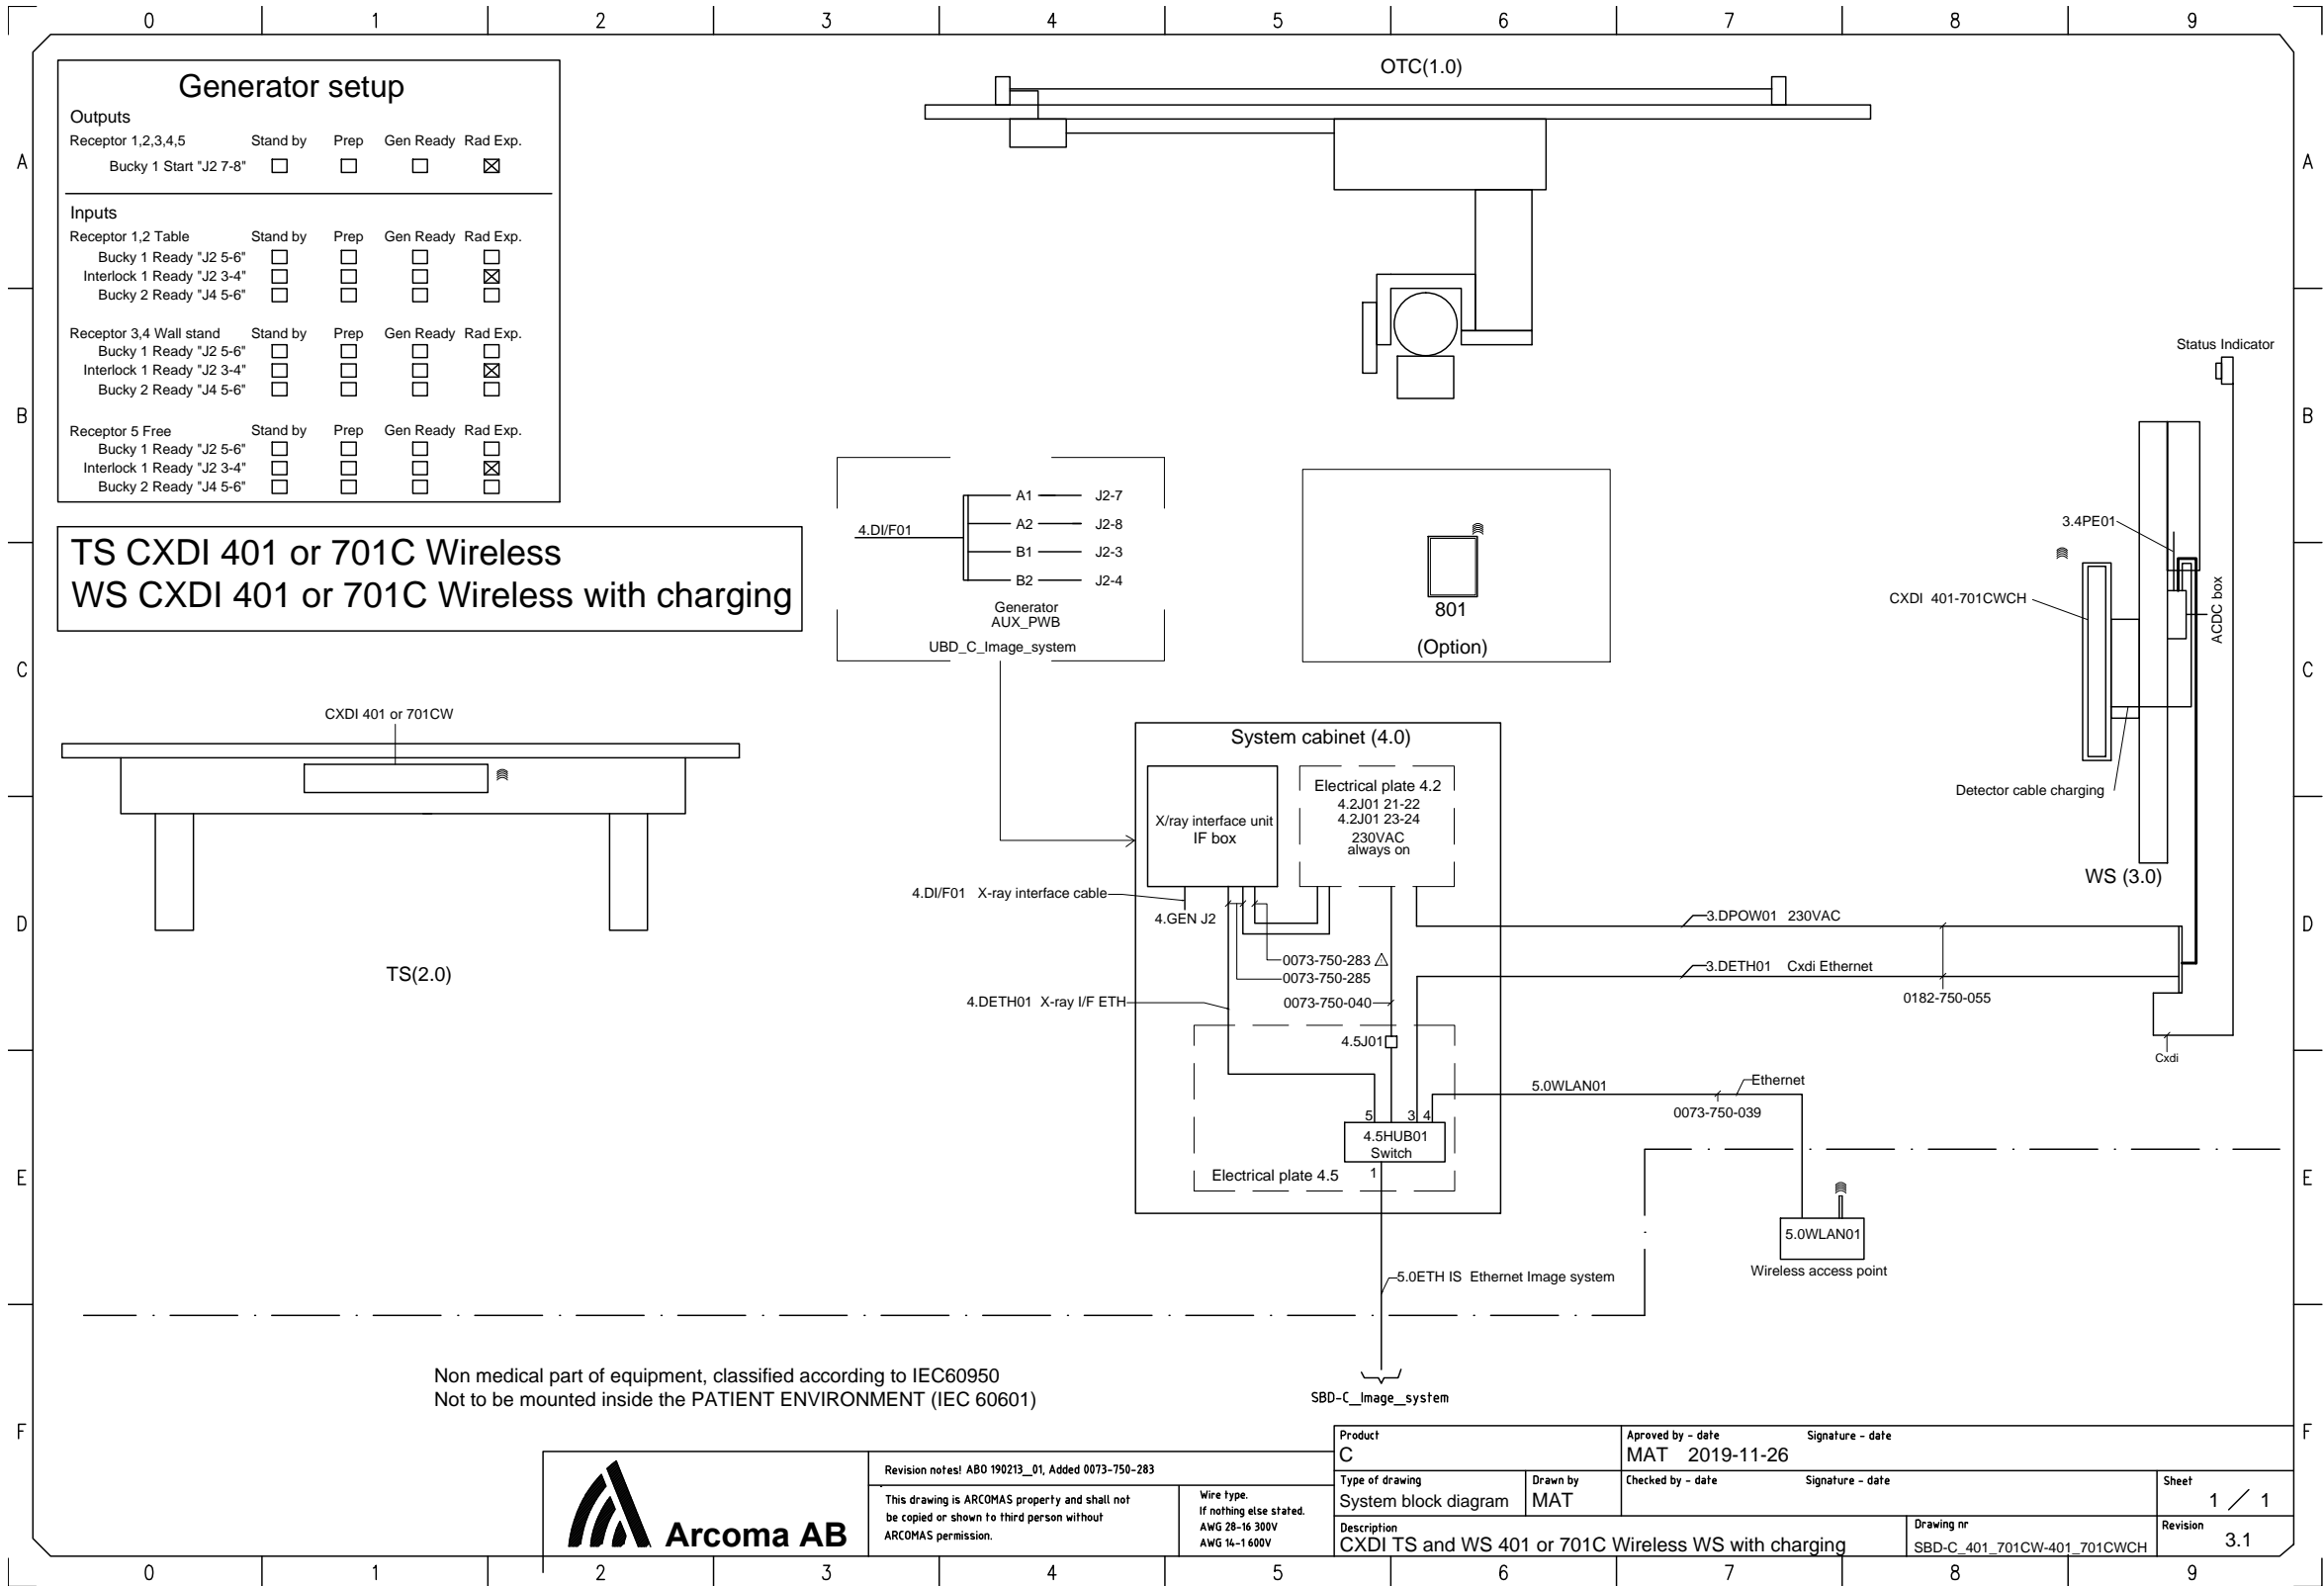 0 1 2 3 4 5 6 7 8 9
A
B
C
D
E
F
Generator setup
Outputs
Receptor 1,2,3,4,5 Stand by Prep Gen Ready Rad Exp.
Bucky 1 Start "J2 7-8"
Inputs
Receptor 1,2 Table Stand by Prep Gen Ready Rad Exp.
Bucky 1 Ready "J2 5-6"
Interlock 1 Ready "J2 3-4"
Bucky 2 Ready "J4 5-6"
Receptor 3,4 Wall stand Stand by Prep Gen Ready Rad Exp.
Bucky 1 Ready "J2 5-6"
Interlock 1 Ready "J2 3-4"
Bucky 2 Ready "J4 5-6"
Receptor 5 Free Stand by Prep Gen Ready Rad Exp.
Bucky 1 Ready "J2 5-6"
Interlock 1 Ready "J2 3-4"
Bucky 2 Ready "J4 5-6"
TS CXDI 401 or 701C Wireless
WS CXDI 401 or 701C Wireless with charging
OTC(1.0)
4.DI/F01
A1 J2-7
A2 J2-8
B1 J2-3
B2 J2-4
Generator
AUX_PWB
UBD_C_Image_system
801
(Option)
Status Indicator
3.4PE01
CXDI 401-701CWCH
ACDC box
Detector cable charging
WS (3.0)
CXDI 401 or 701CW
TS(2.0)
System cabinet (4.0)
X/ray interface unit
IF box
Electrical plate 4.2
4.2J01 21-22
4.2J01 23-24
230VAC
always on
4.DI/F01 X-ray interface cable
4.GEN J2
0073-750-283
0073-750-285
4.DETH01 X-ray I/F ETH
0073-750-040
3.DPOW01 230VAC
3.DETH01 Cxdi Ethernet
0182-750-055
Cxdi
4.5J01
5 3 4
4.5HUB01
Switch
1
Electrical plate 4.5
5.0WLAN01
Ethernet
0073-750-039
5.0WLAN01
Wireless access point
5.0ETH IS Ethernet Image system
SBD-C_Image_system
Non medical part of equipment, classified according to IEC60950
Not to be mounted inside the PATIENT ENVIRONMENT (IEC 60601)
Arcoma AB
Revision notes! ABO 190213_01, Added 0073-750-283
This drawing is ARCOMAS property and shall not
be copied or shown to third person without
ARCOMAS permission.
Wire type.
If nothing else stated.
AWG 28-16 300V
AWG 14-1 600V
Product
C
Aproved by - date Signature - date
MAT 2019-11-26
Type of drawing
System block diagram
Drawn by
MAT
Checked by - date Signature - date
Sheet
1 / 1
Description
CXDI TS and WS 401 or 701C Wireless WS with charging
Drawing nr
SBD-C_401_701CW-401_701CWCH
Revision
3.1
A
B
C
D
E
F
0 1 2 3 4 5 6 7 8 9